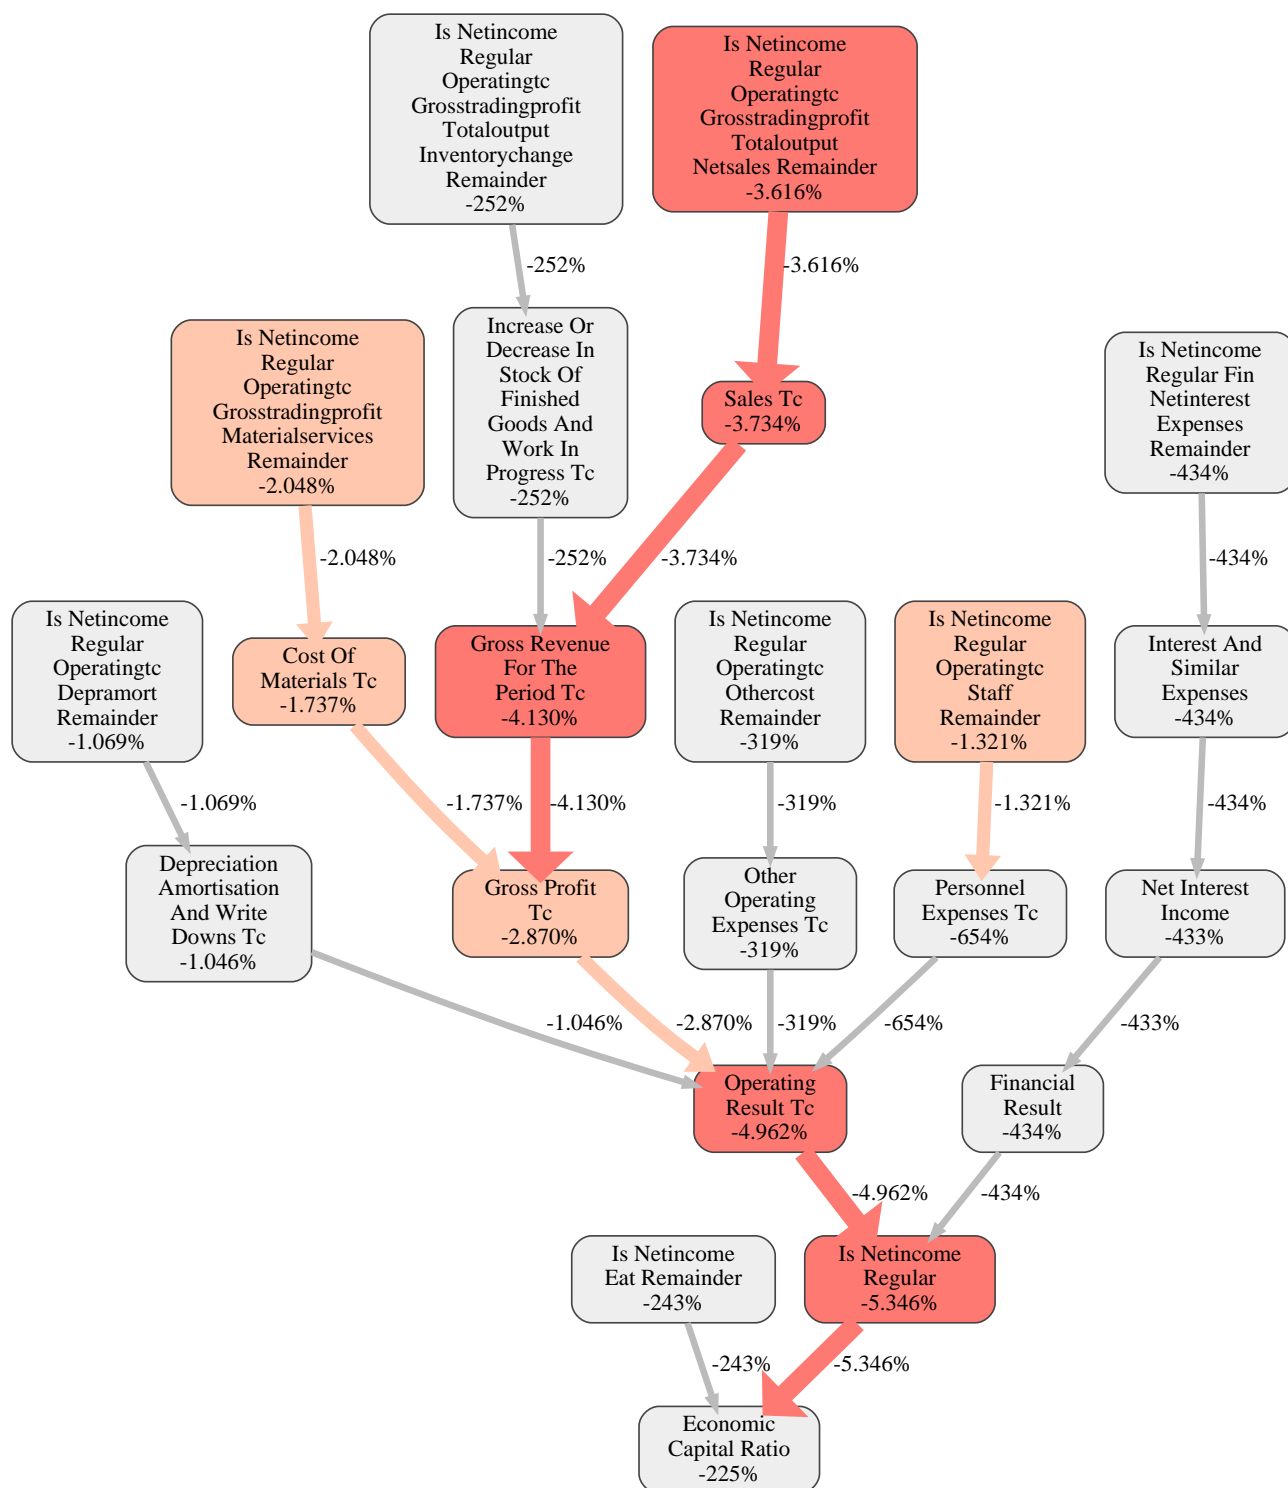 Is Netincome
Regular
Operatingtc
Grosstradingprofit
Totaloutput
Inventorychange
Remainder
-252%
Is Netincome
Regular
Operatingtc
Grosstradingprofit
Totaloutput
Netsales Remainder
-3.616%
-252%
-3.616%
Is Netincome
Regular
Operatingtc
Grosstradingprofit
Materialservices
Remainder
-2.048%
Increase Or
Decrease In
Stock Of
Finished
Goods And
Work In
Progress Tc
-252%
Sales Tc
-3.734%
Is Netincome
Regular Fin
Netinterest
Expenses
Remainder
-434%
-2.048%
-252%
-3.734%
-434%
Is Netincome
Regular
Operatingtc
Depramort
Remainder
-1.069%
Cost Of
Materials Tc
-1.737%
Gross Revenue
For The
Period Tc
-4.130%
Is Netincome
Regular
Operatingtc
Othercost
Remainder
-319%
Is Netincome
Regular
Operatingtc
Staff
Remainder
-1.321%
Interest And
Similar
Expenses
-434%
-1.069%
-1.737%
-4.130%
-319%
-1.321%
-434%
Depreciation
Amortisation
And Write
Downs Tc
-1.046%
Gross Profit
Tc
-2.870%
Other
Operating
Expenses Tc
-319%
Personnel
Expenses Tc
-654%
Net Interest
Income
-433%
-1.046%
-2.870%
-319%
-654%
-433%
Operating
Result Tc
-4.962%
Financial
Result
-434%
-4.962%
-434%
Is Netincome
Eat Remainder
-243%
Is Netincome
Regular
-5.346%
-243%
-5.346%
Economic
Capital Ratio
-225%